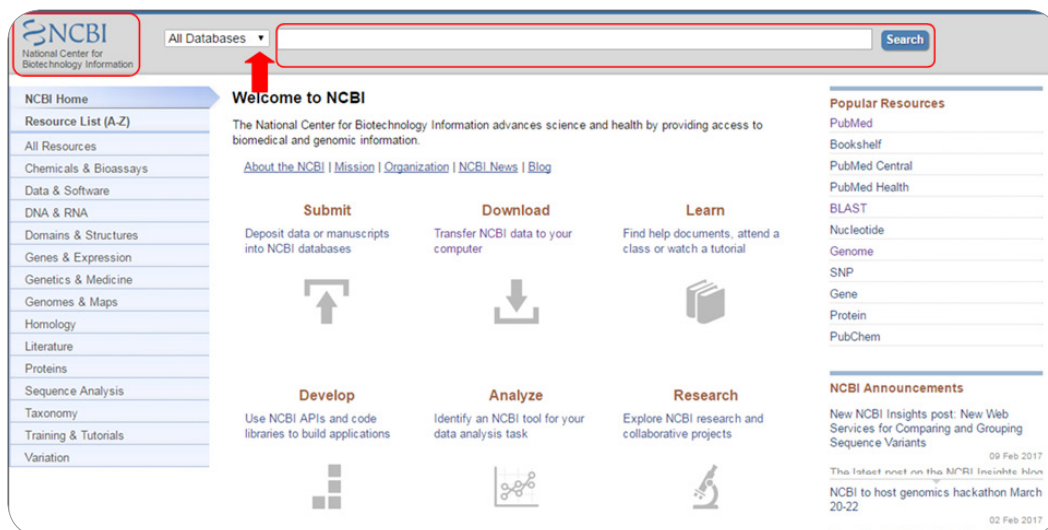 NCBI
National Center for
Biotechnology Information
All Databases
Search
NCBI Home
Resource List (A-Z)
All Resources
Chemicals & Bioassays
Data & Software
DNA & RNA
Domains & Structures
Genes & Expression
Genetics & Medicine
Genomes & Maps
Homology
Literature
Proteins
Sequence Analysis
Taxonomy
Training & Tutorials
Variation
Welcome to NCBI
The National Center for Biotechnology Information advances science and health by providing access to
biomedical and genomic information.
About the NCBI | Mission | Organization | NCBI News | Blog
Submit
Deposit data or manuscripts
into NCBI databases
Download
Transfer NCBI data to your
computer
Learn
Find help documents, attend a
class or watch a tutorial
Develop
Use NCBI APIs and code
libraries to build applications
Analyze
Identify an NCBI tool for your
data analysis task
Research
Explore NCBI research and
collaborative projects
Popular Resources
PubMed
Bookshelf
PubMed Central
PubMed Health
BLAST
Nucleotide
Genome
SNP
Gene
Protein
PubChem
NCBI Announcements
New NCBI Insights post: New Web
Services for Comparing and Grouping
Sequence Variants
09 Feb 2017
The latest post on the NCBI Insights blog
NCBI to host genomics hackathon March
20-22
02 Feb 2017